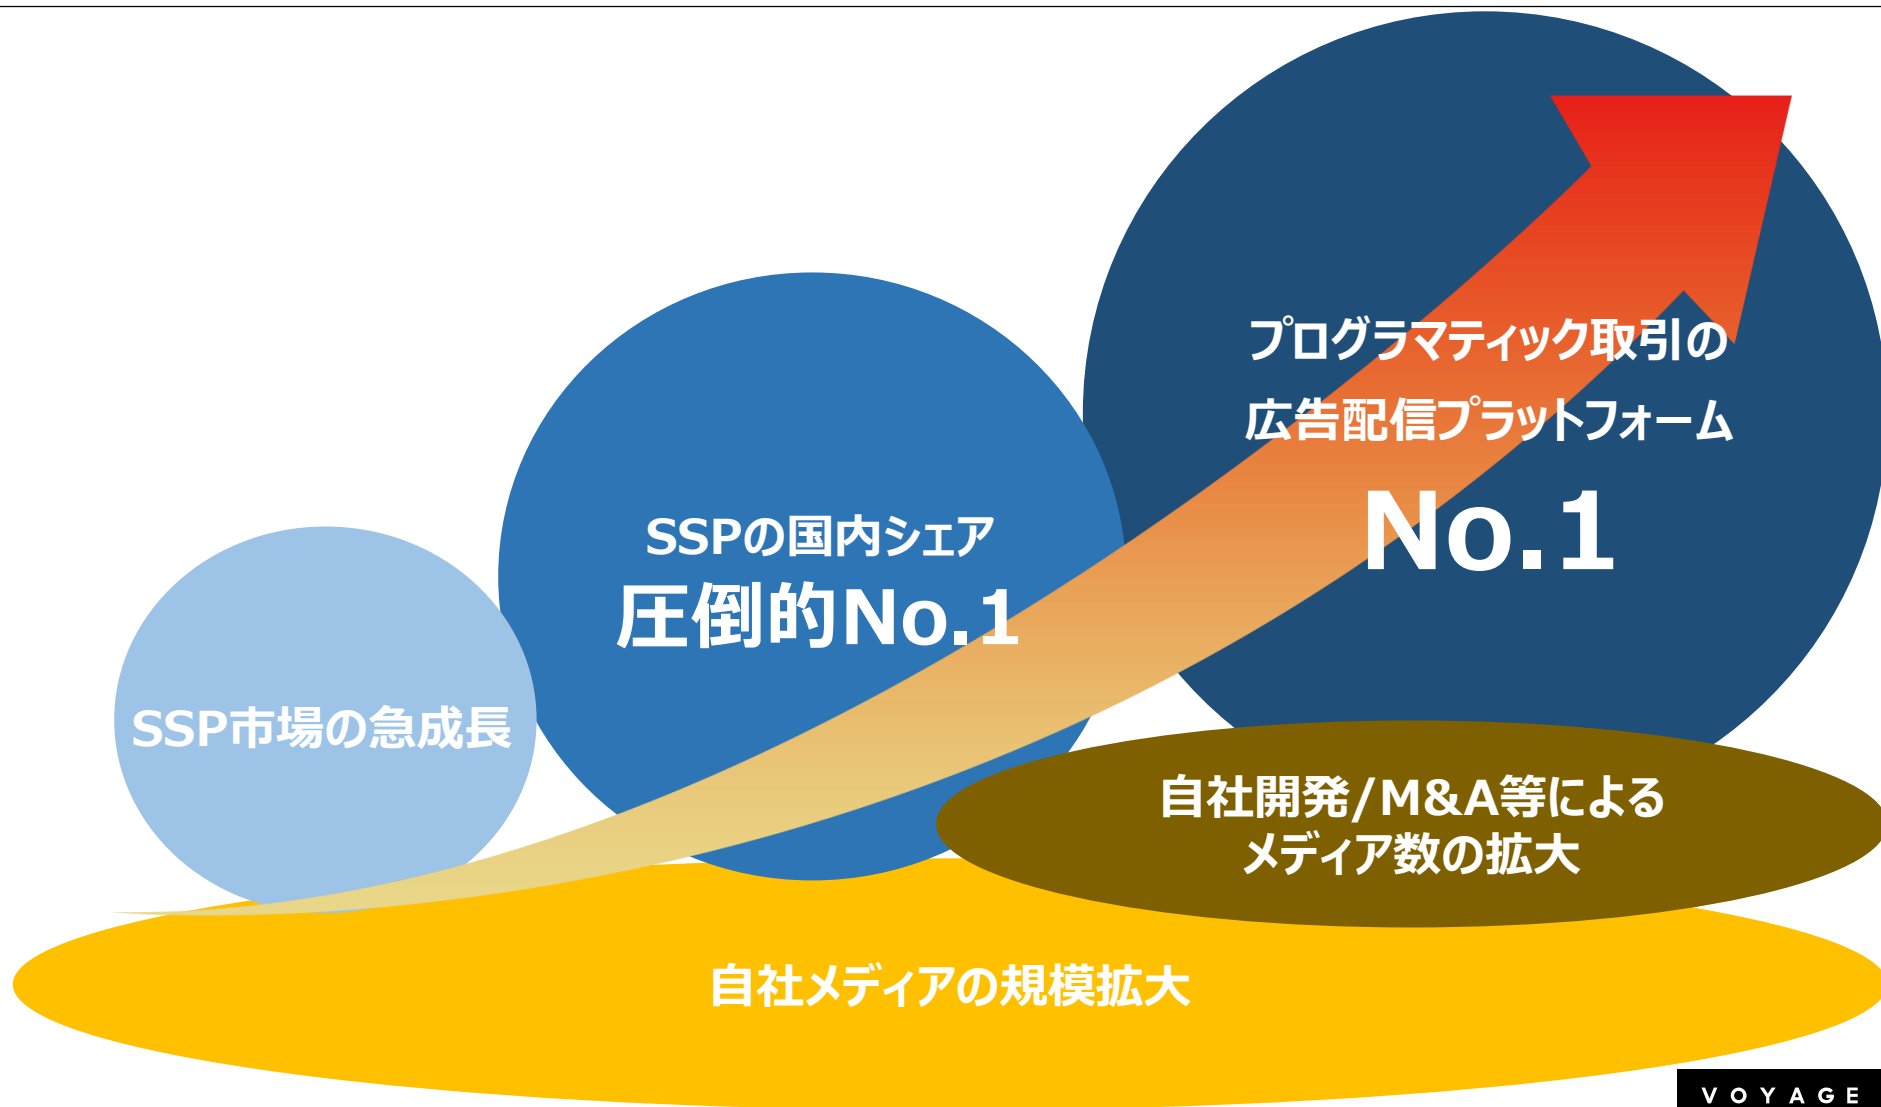 プログラマティック取引の
広告配信プラットフォーム
No.1
SSPの国内シェア
圧倒的No.1
SSP市場の急成長
自社開発/M&A等による
メディア数の拡大
自社メディアの規模拡大
VOYAGE